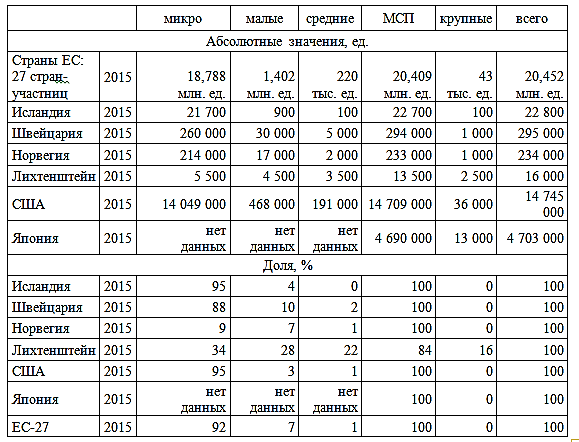 микро малые средние МСП крупные всего
Абсолютные значения, ед.
Страны ЕС:
27 стран-
участниц 2015 18,788 млн. ед. 1,402 млн. ед. 220 тыс. ед. 20,409 млн. ед. 43 тыс. ед. 20,452 млн. ед.
Исландия 2015 21 700 900 100 22 700 100 22 800
Швейцария 2015 260 000 30 000 5 000 294 000 1 000 295 000
Норвегия 2015 214 000 17 000 2 000 233 000 1 000 234 000
Лихтенштейн 2015 5 500 4 500 3 500 13 500 2 500 16 000
США 2015 14 049 000 468 000 191 000 14 709 000 36 000 14 745 000
Япония 2015 нет данных нет данных нет данных 4 690 000 13 000 4 703 000
Доля, %
Исландия 2015 95 4 0 100 0 100
Швейцария 2015 88 10 2 100 0 100
Норвегия 2015 9 7 1 100 0 100
Лихтенштейн 2015 34 28 22 84 16 100
США 2015 95 3 1 100 0 100
Япония 2015 нет данных нет данных нет данных 100 0 100
ЕС-27 2015 92 7 1 100 0 100